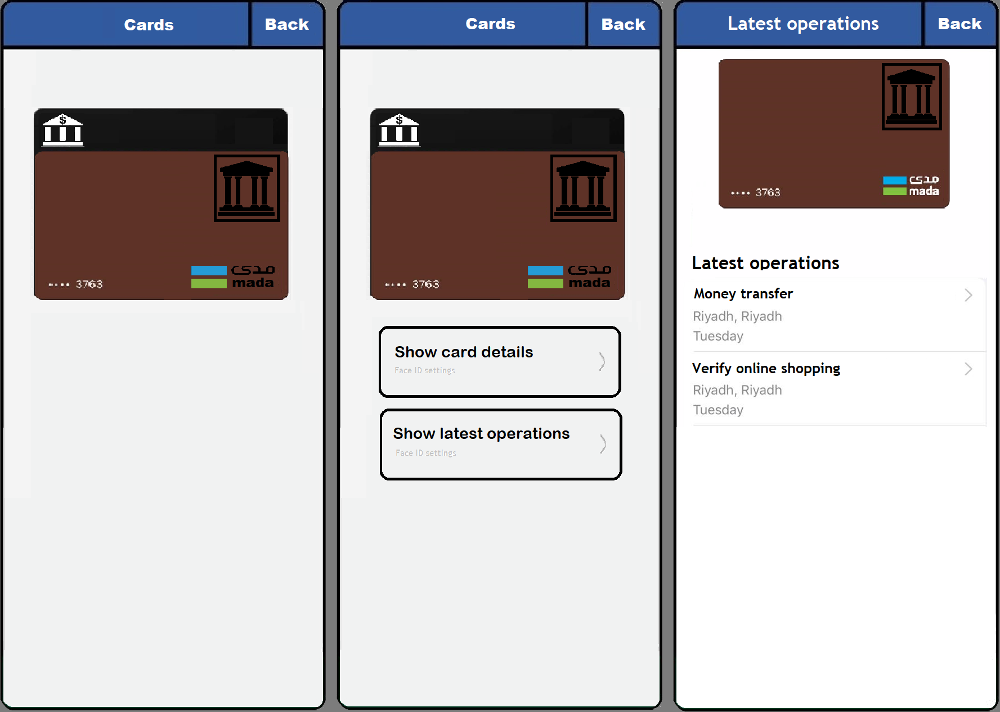 Cards
Back
$
مدى
mada
.... 3763
Cards
Back
$
مدى
mada
.... 3763
Show card details
Face ID settings
Show latest operations
Face ID settings
Latest operations
Back
مدى
mada
.... 3763
Latest operations
Money transfer
Riyadh, Riyadh
Tuesday
Verify online shopping
Riyadh, Riyadh
Tuesday